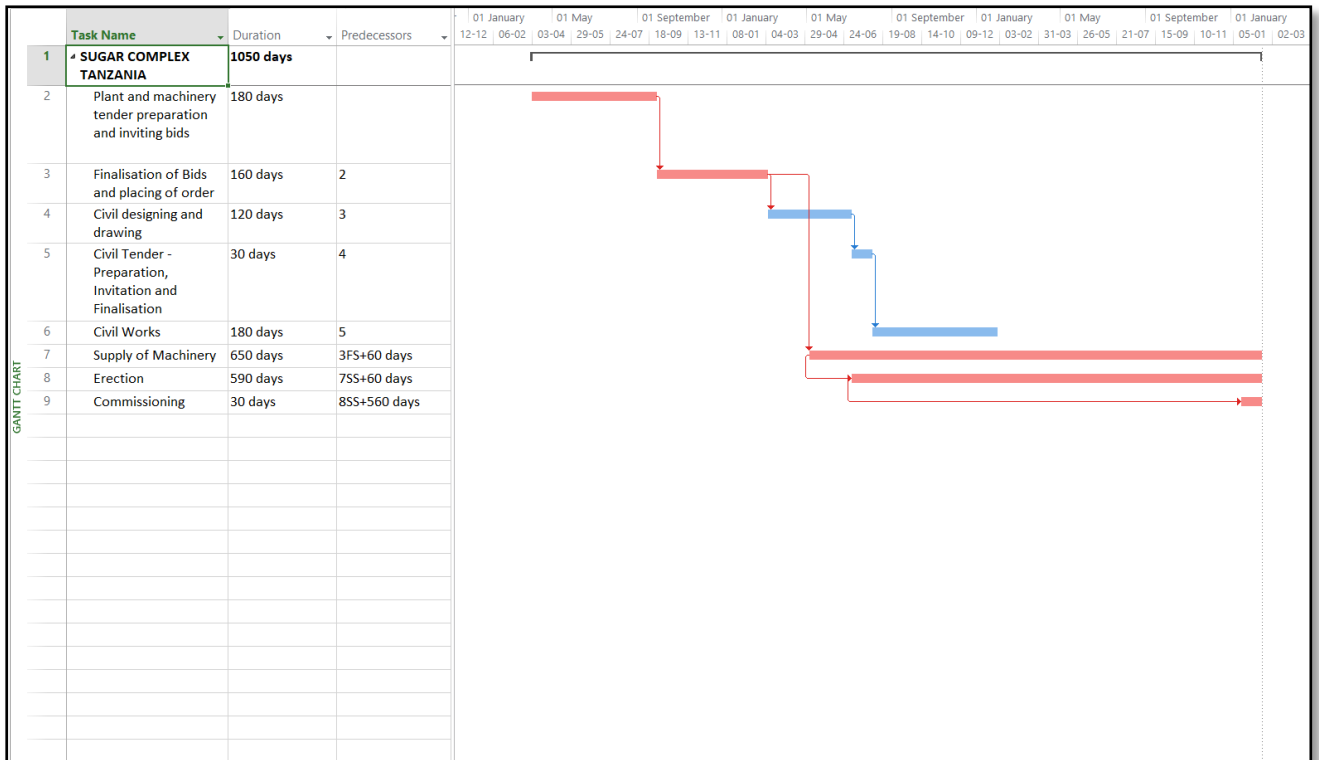 01 January 01 May 01 September 01 January 01 May 01 September 01 January 01 May 01 September 01 January
Task Name Duration Predecessors 12-12 06-02 03-04 29-05 24-07 18-09 13-11 08-01 04-03 29-04 24-06 19-08 14-10 09-12 03-02 31-03 26-05 21-07 15-09 10-11 05-01 02-03
1 SUGAR COMPLEX 1050 days
TANZANIA
2 Plant and machinery 180 days
tender preparation
and inviting bids
3 Finalisation of Bids 160 days 2
and placing of order
4 Civil designing and 120 days 3
drawing
5 Civil Tender - 30 days 4
Preparation,
Invitation and
Finalisation
6 Civil Works 180 days 5
7 Supply of Machinery 650 days 3FS+60 days
8 Erection 590 days 7SS+60 days
9 Commissioning 30 days 8SS+560 days
GANTT CHART